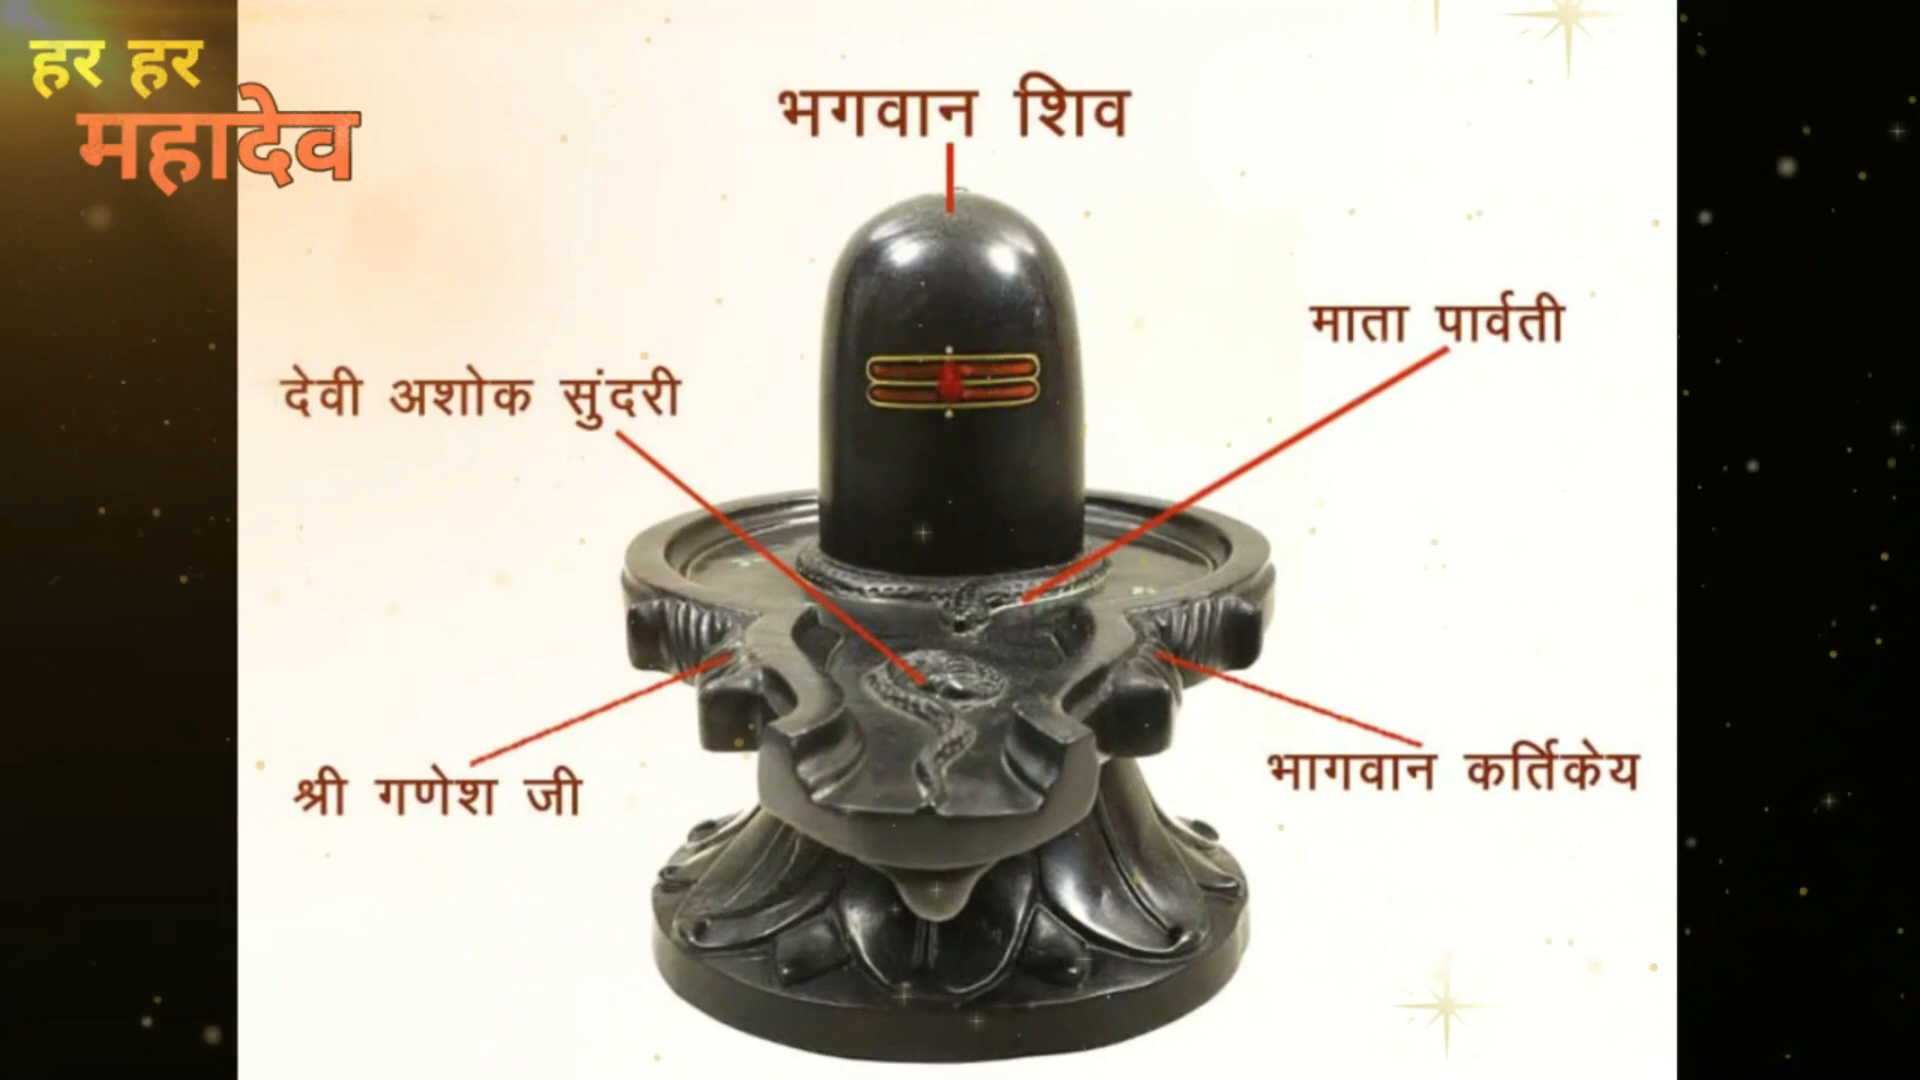 हर हर
महादेव
भगवान शिव
माता पार्वती
देवी अशोक सुंदरी
श्री गणेश जी
भागवान कर्तिकेय